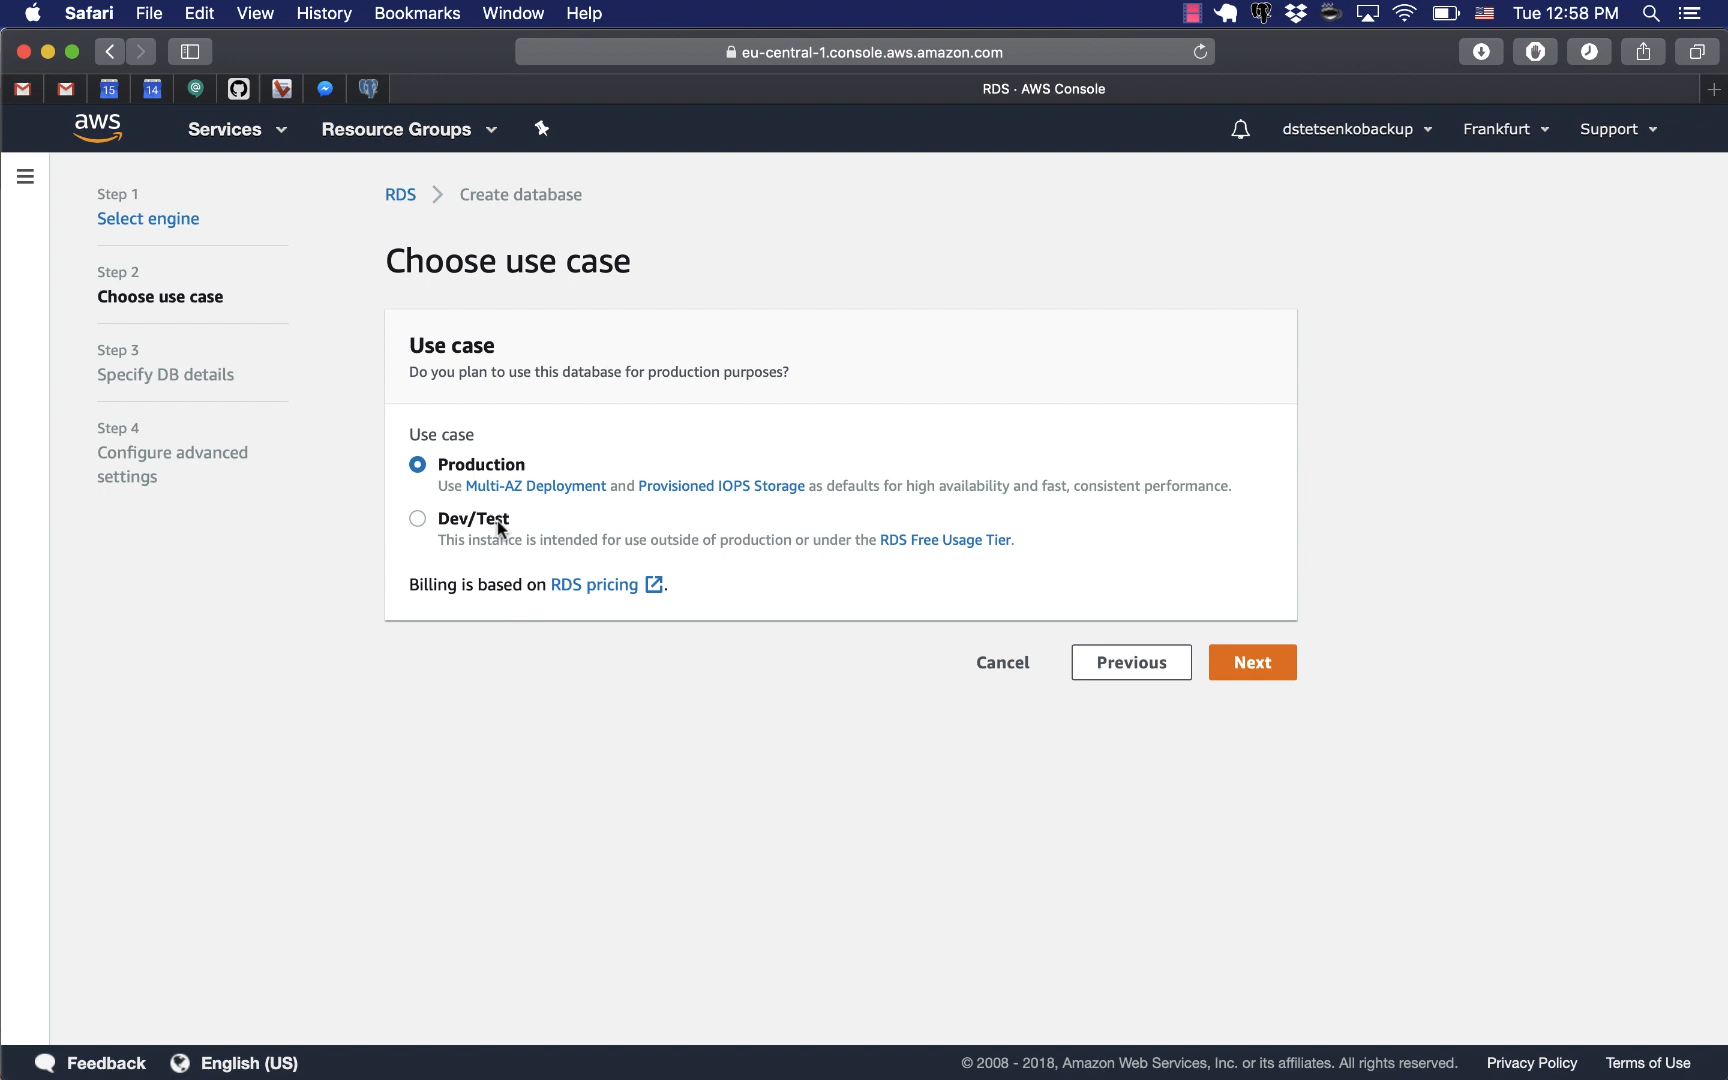 Safari File Edit View History Bookmarks Window Help
Tue 12:58 PM
eu-central-1.console.aws.amazon.com
15
14
RDS · AWS Console
aws
Services
Resource Groups
dstetsenkobackup
Frankfurt
Support
Step 1
Select engine
Step 2
Choose use case
Step 3
Specify DB details
Step 4
Configure advanced
settings
RDS > Create database
Choose use case
Use case
Do you plan to use this database for production purposes?
Use case
Production
Use Multi-AZ Deployment and Provisioned IOPS Storage as defaults for high availability and fast, consistent performance.
Dev/Test
This instance is intended for use outside of production or under the RDS Free Usage Tier.
Billing is based on RDS pricing .
Cancel
Previous
Next
Feedback
English (US)
© 2008 - 2018, Amazon Web Services, Inc. or its affiliates. All rights reserved.
Privacy Policy
Terms of Use